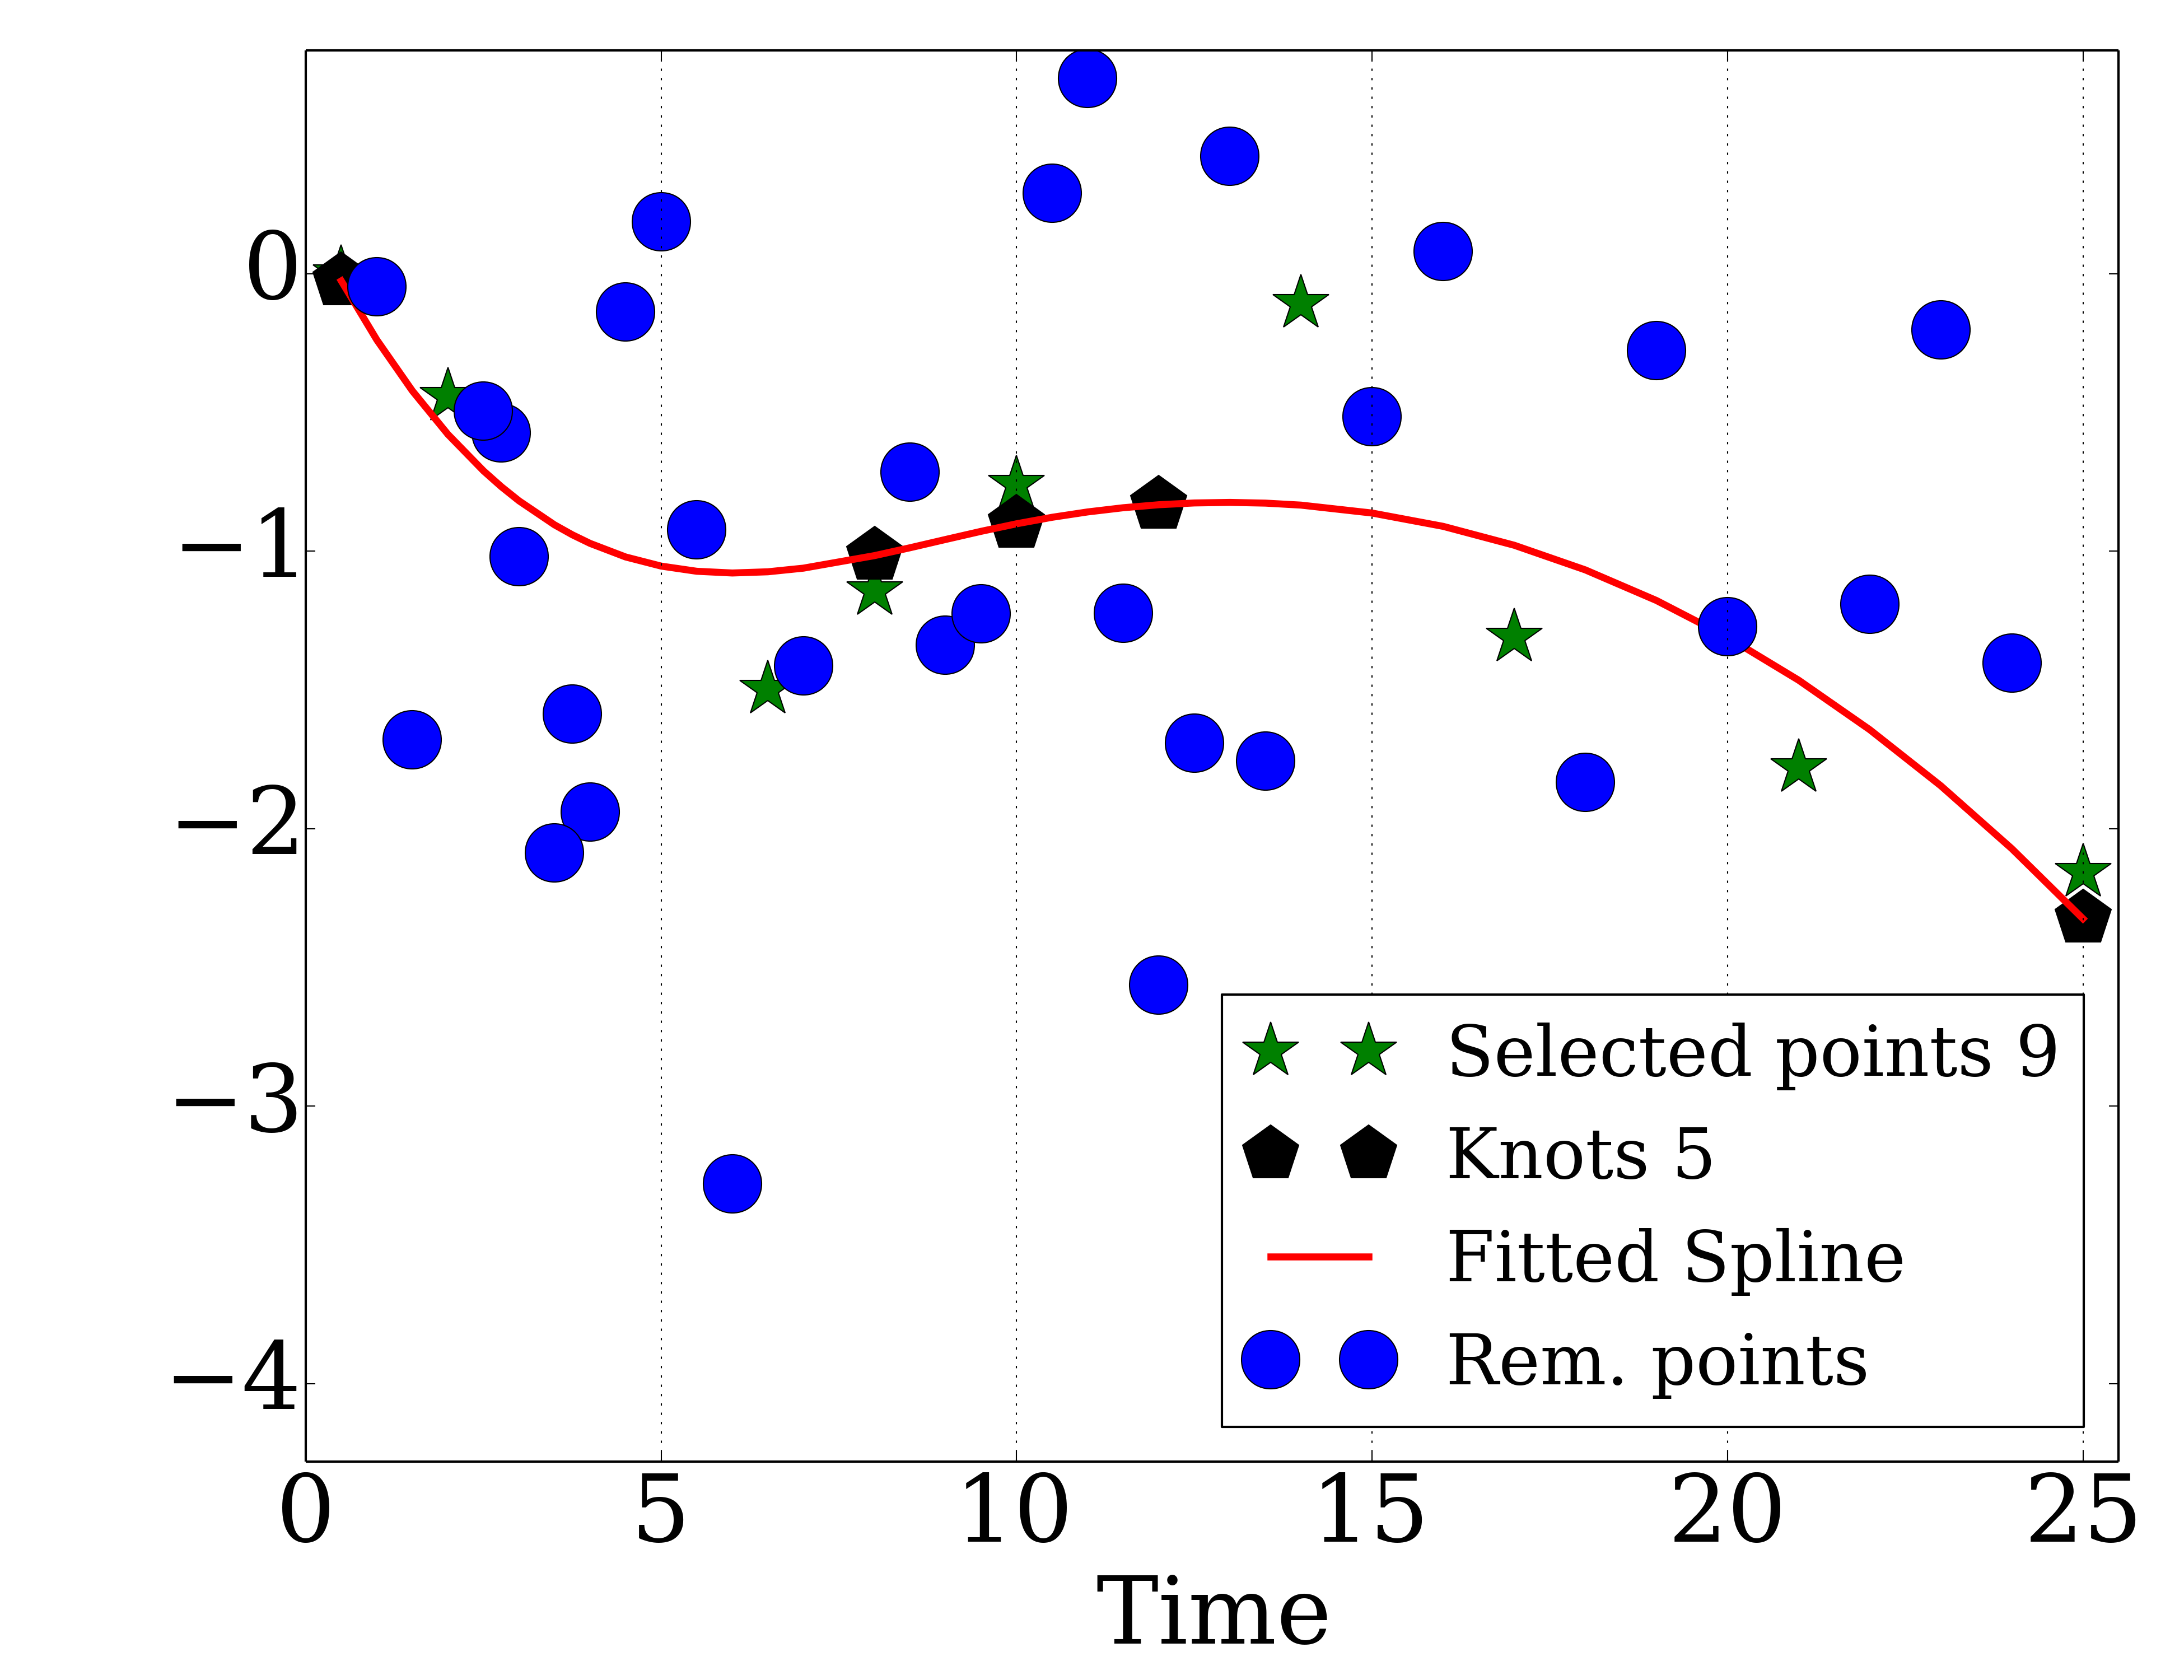 0
−1
−2
−3
−4
0 5 10 15 20 25
Time
Selected points 9
Knots 5
Fitted Spline
Rem. points